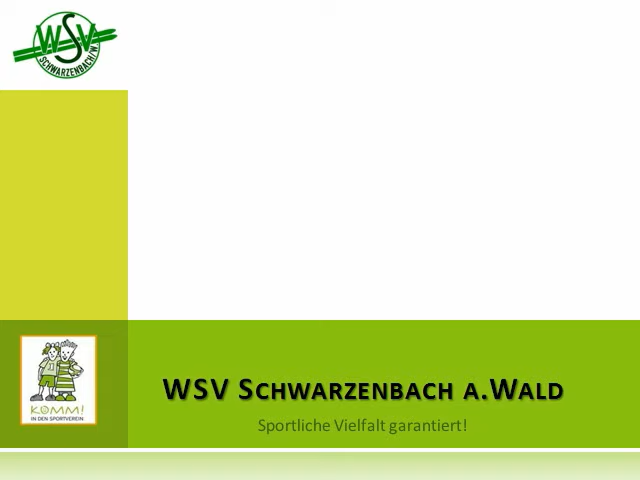 WSV
SCHWARZENBACH/W.
KOMM!
IN DEN SPORTVEREIN
WSV SCHWARZENBACH A.WALD
Sportliche Vielfalt garantiert!